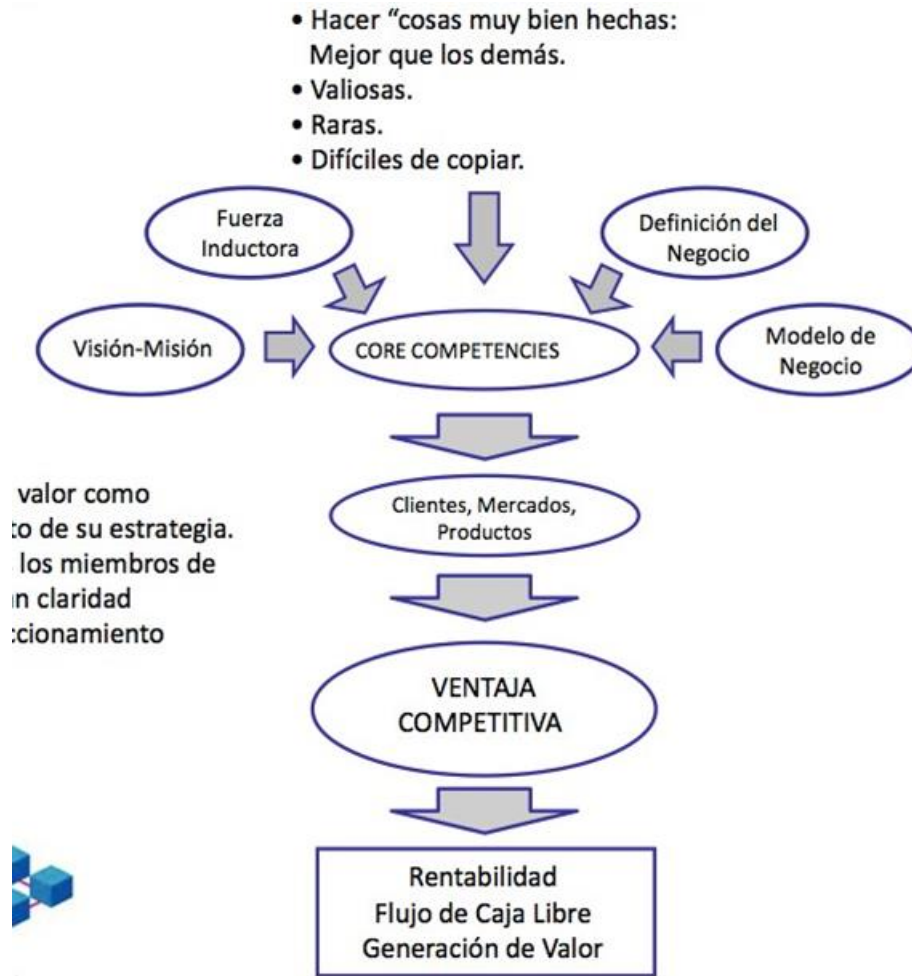 • Hacer “cosas muy bien hechas:
Mejor que los demás.
• Valiosas.
• Raras.
• Difíciles de copiar.
Fuerza
Inductora
Definición del
Negocio
Visión-Misión
CORE COMPETENCIES
Modelo de
Negocio
valor como
to de su estrategia.
los miembros de
n claridad
ccionamiento
Clientes, Mercados,
Productos
VENTAJA
COMPETITIVA
Rentabilidad
Flujo de Caja Libre
Generación de Valor